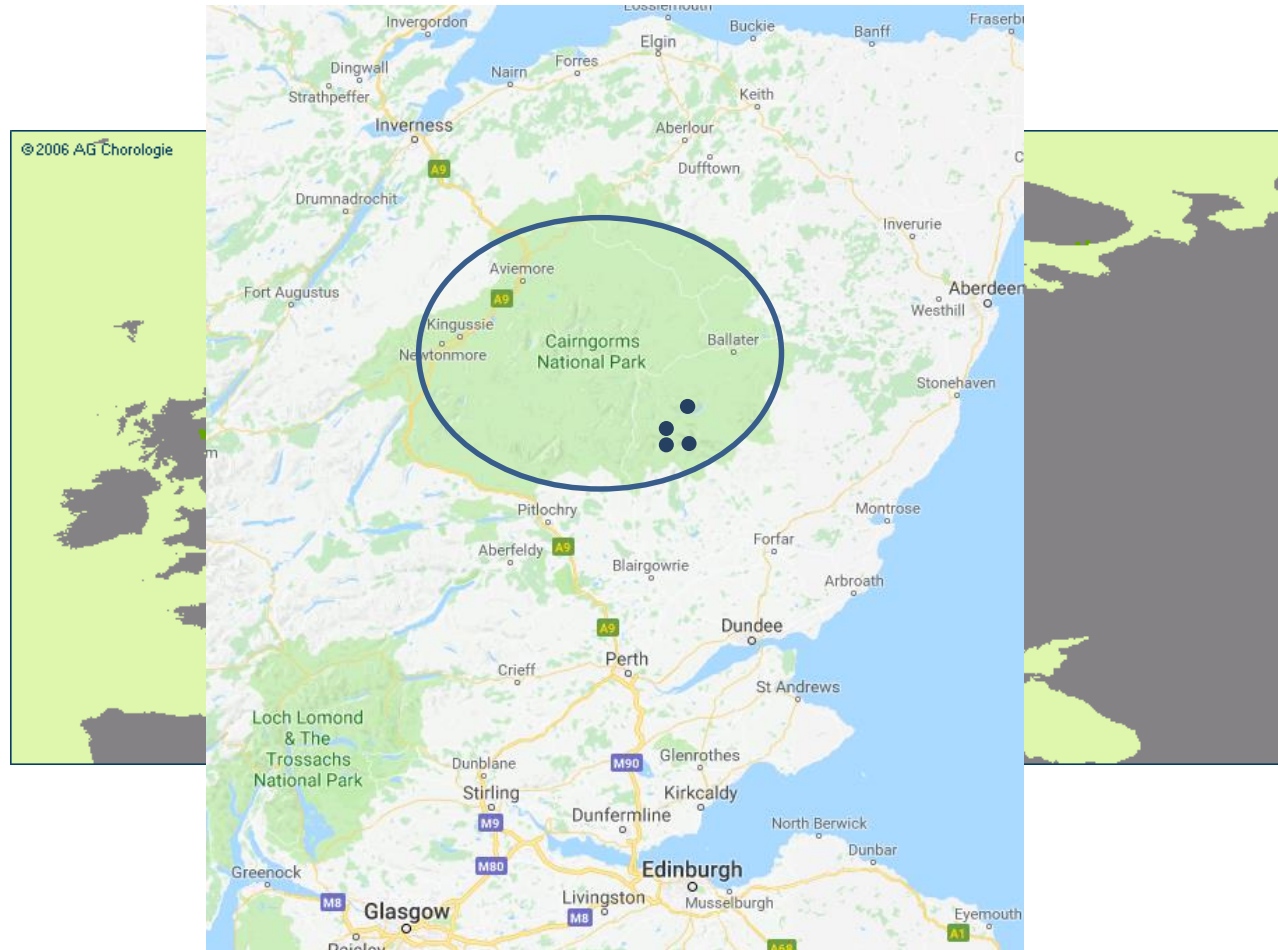 Lossiemouth
Invergordon
Buckie
Fraserb
Banff
Elgin
Dingwall
Forres
Nairn
Strathpeffer
Keith
Inverness
Aberlour
© 2006 AG Chorologie
A9
Dufftown
C
Drumnadrochit
Inverurie
Aviemore
Fort Augustus
A9
Aberdeen
Westhill
Kingussie
Newtonmore
Cairngorms
National Park
Ballater
Stonehaven
m
Pitlochry
Montrose
Aberfeldy
A9
Forfar
Blairgowrie
Arbroath
A9
Dundee
Perth
Crieff
St Andrews
Loch Lomond
& The
Trossachs
National Park
Dunblane
M90
Glenrothes
Stirling
Kirkcaldy
M9
Dunfermline
North Berwick
Dunbar
M80
Edinburgh
Greenock
Livingston
Musselburgh
M8
Glasgow
M8
Eyemouth
A1
Paisley
A68